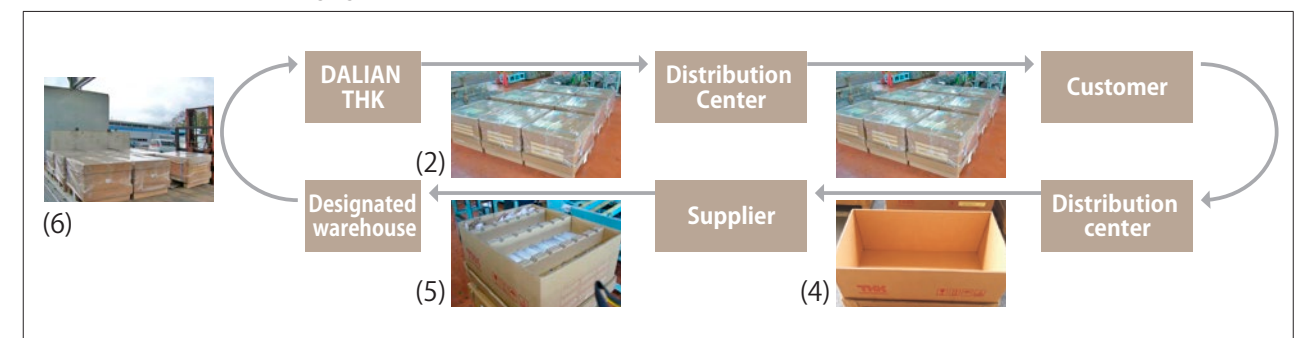 DALIAN
THK
Distribution
Center
Customer
(2)
Designated
warehouse
Supplier
Distribution
center
(6)
(5)
(4)
THK